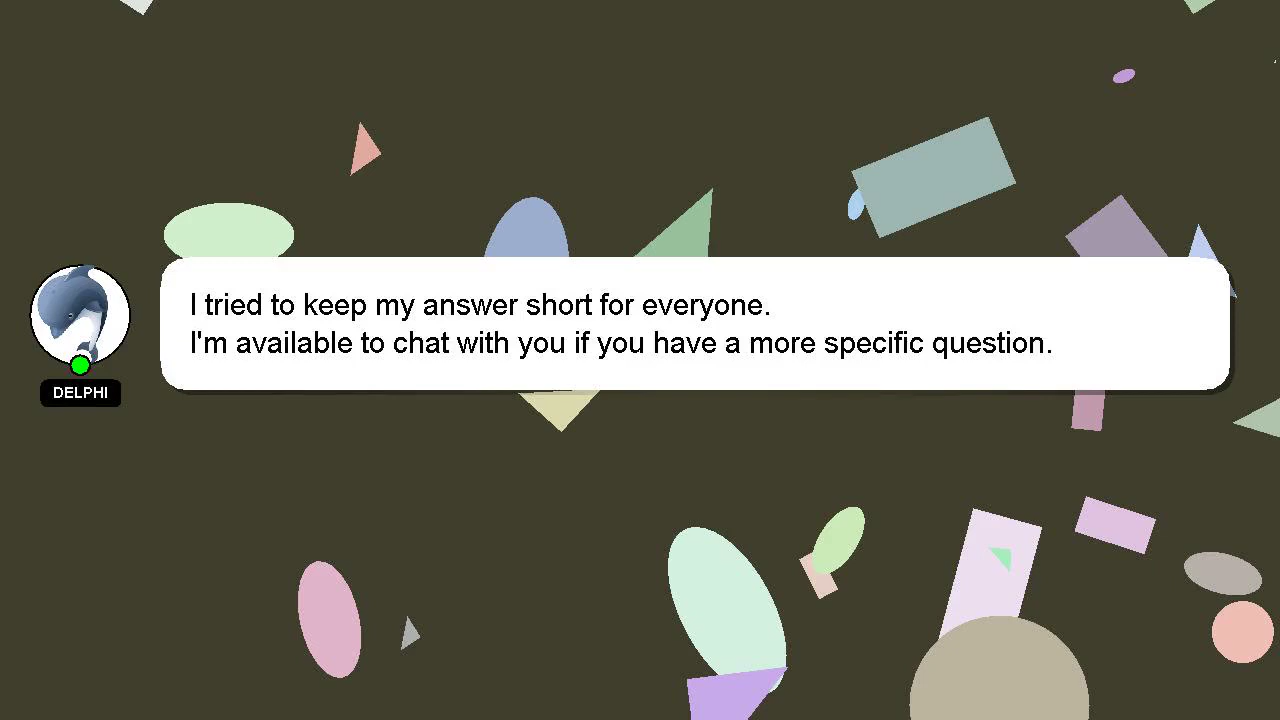 I tried to keep my answer short for everyone.
I'm available to chat with you if you have a more specific question.
DELPHI